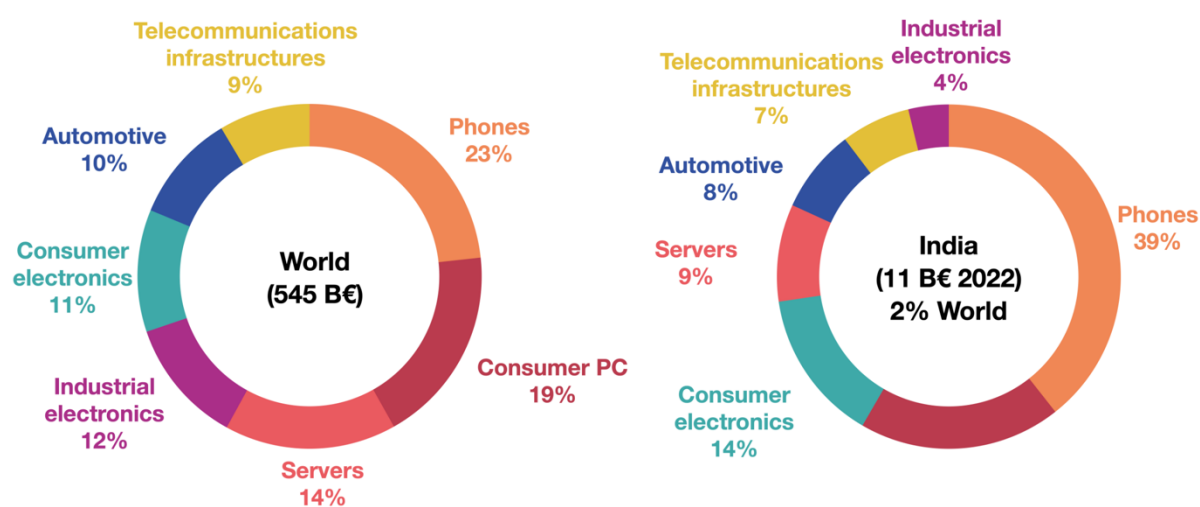 Telecommunications
infrastructures
9%
Phones
23%
Automotive
10%
World
(545 B€)
Consumer
electronics
11%
Consumer PC
19%
Industrial
electronics
12%
Servers
14%
Industrial
electronics
4%
Telecommunications
infrastructures
7%
Automotive
8%
Phones
39%
Servers
9%
India
(11 B€ 2022)
2% World
Consumer
electronics
14%